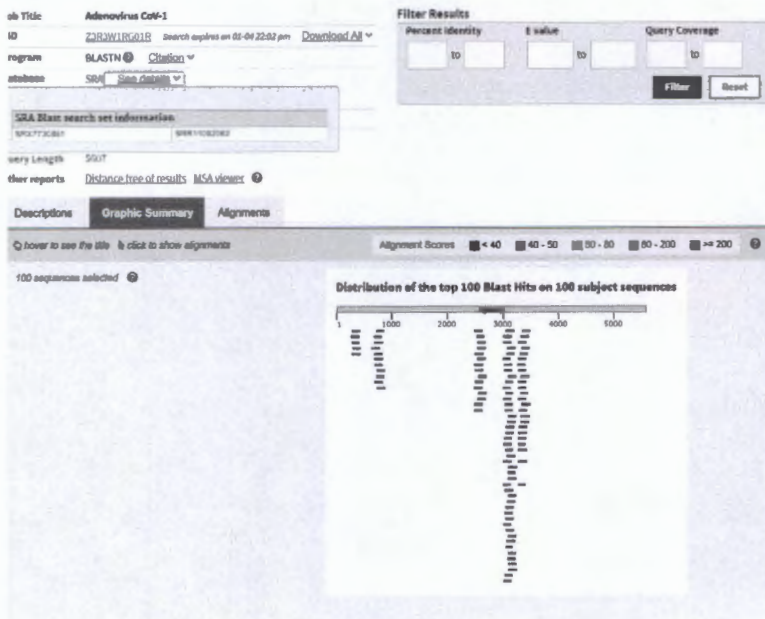 ob Title Adenovirus CoV-1
ID Search expires on 01-04 22:02 pm Download All
rogram BLASTN Citation
atabase SRA See details
SRA Blast search set information
uery Length
ther reports Distance tree of results MSA viewer
Filter Results
Percent Identity E value Query Coverage
to to to
Filter Reset
Descriptions Graphic Summary Alignments
hover to see the title click to show alignments
Alignment Scores < 40 40 - 50 50 - 80 80 - 200 >= 200
100 sequences selected
Distribution of the top 100 Blast Hits on 100 subject sequences
1 1000 2000 3000 4000 5000